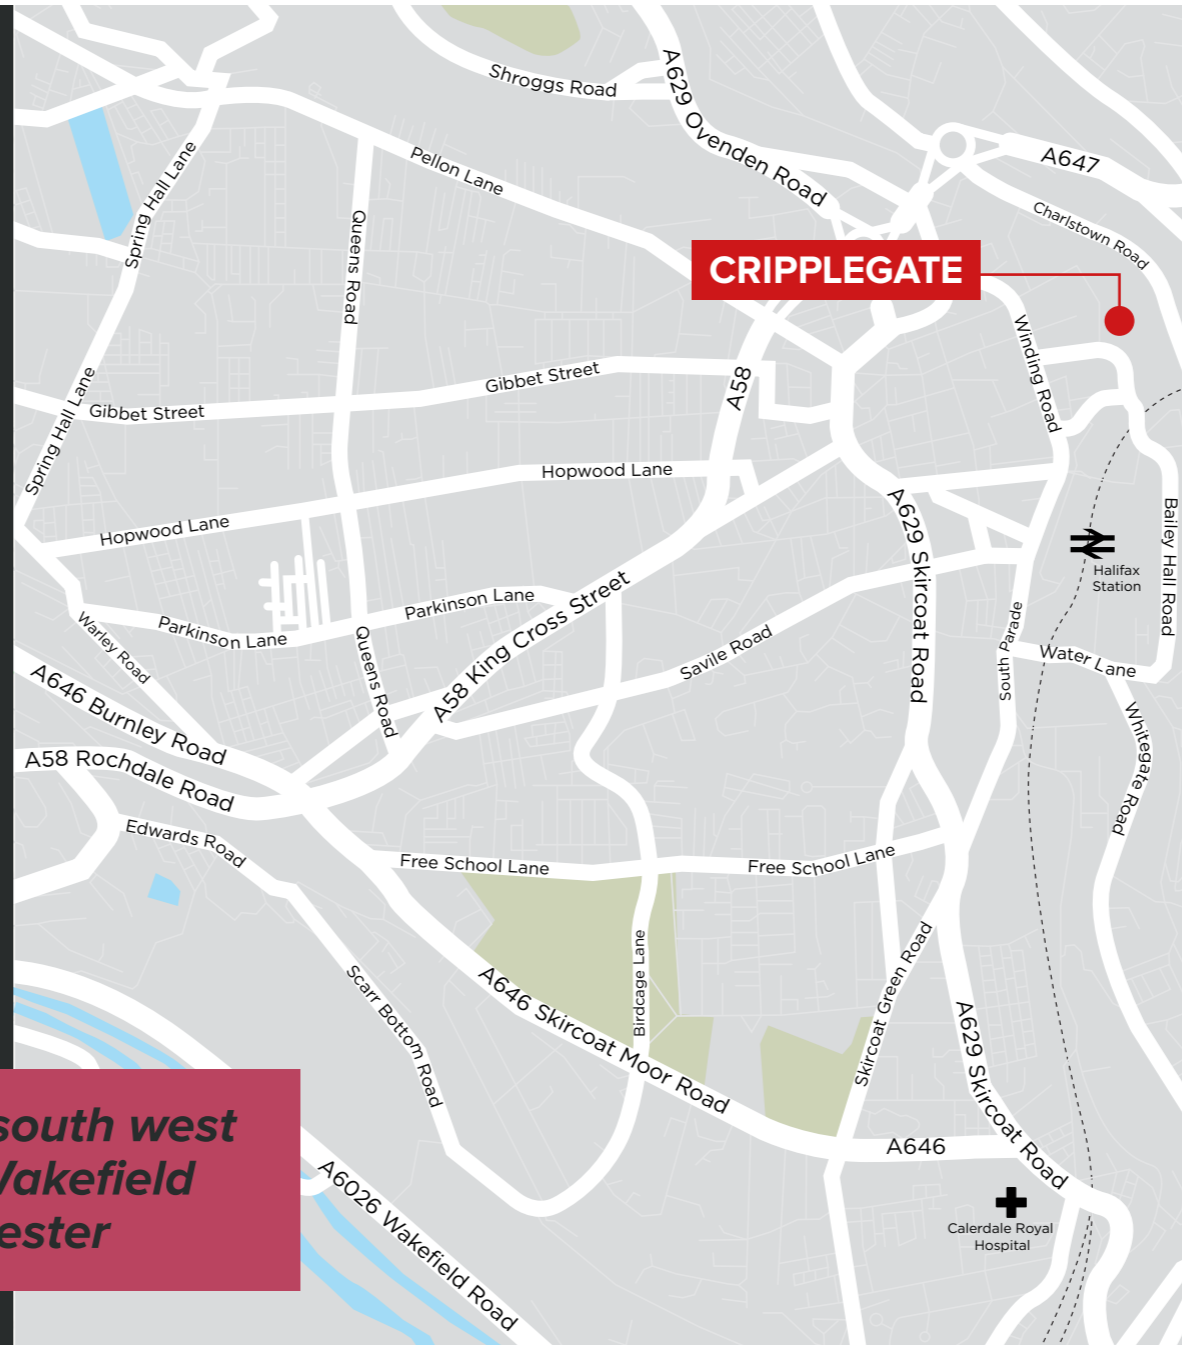 Shroggs Road
A629 Ovenden Road
A647
Charlstown Road
Pellon Lane
Spring Hall Lane
Queens Road
CRIPPLEGATE
Winding Road
A58
Gibbet Street
Gibbet Street
Spring Hall Lane
Hopwood Lane
Hopwood Lane
A629 Skircoat Road
Bailey Hall Road
Halifax
Station
Parkinson Lane
Parkinson Lane
Warley Road
Queens Road
A58 King Cross Street
Savile Road
South Parade
Water Lane
A646 Burnley Road
A58 Rochdale Road
Whitegate Road
Edwards Road
Free School Lane
Free School Lane
Birdcage Lane
Skircoat Green Road
Scarr Bottom Road
A646 Skircoat Moor Road
A629 Skircoat Road
A646
south west
Wakefield
ester
A6026 Wakefield Road
Calerdale Royal
Hospital